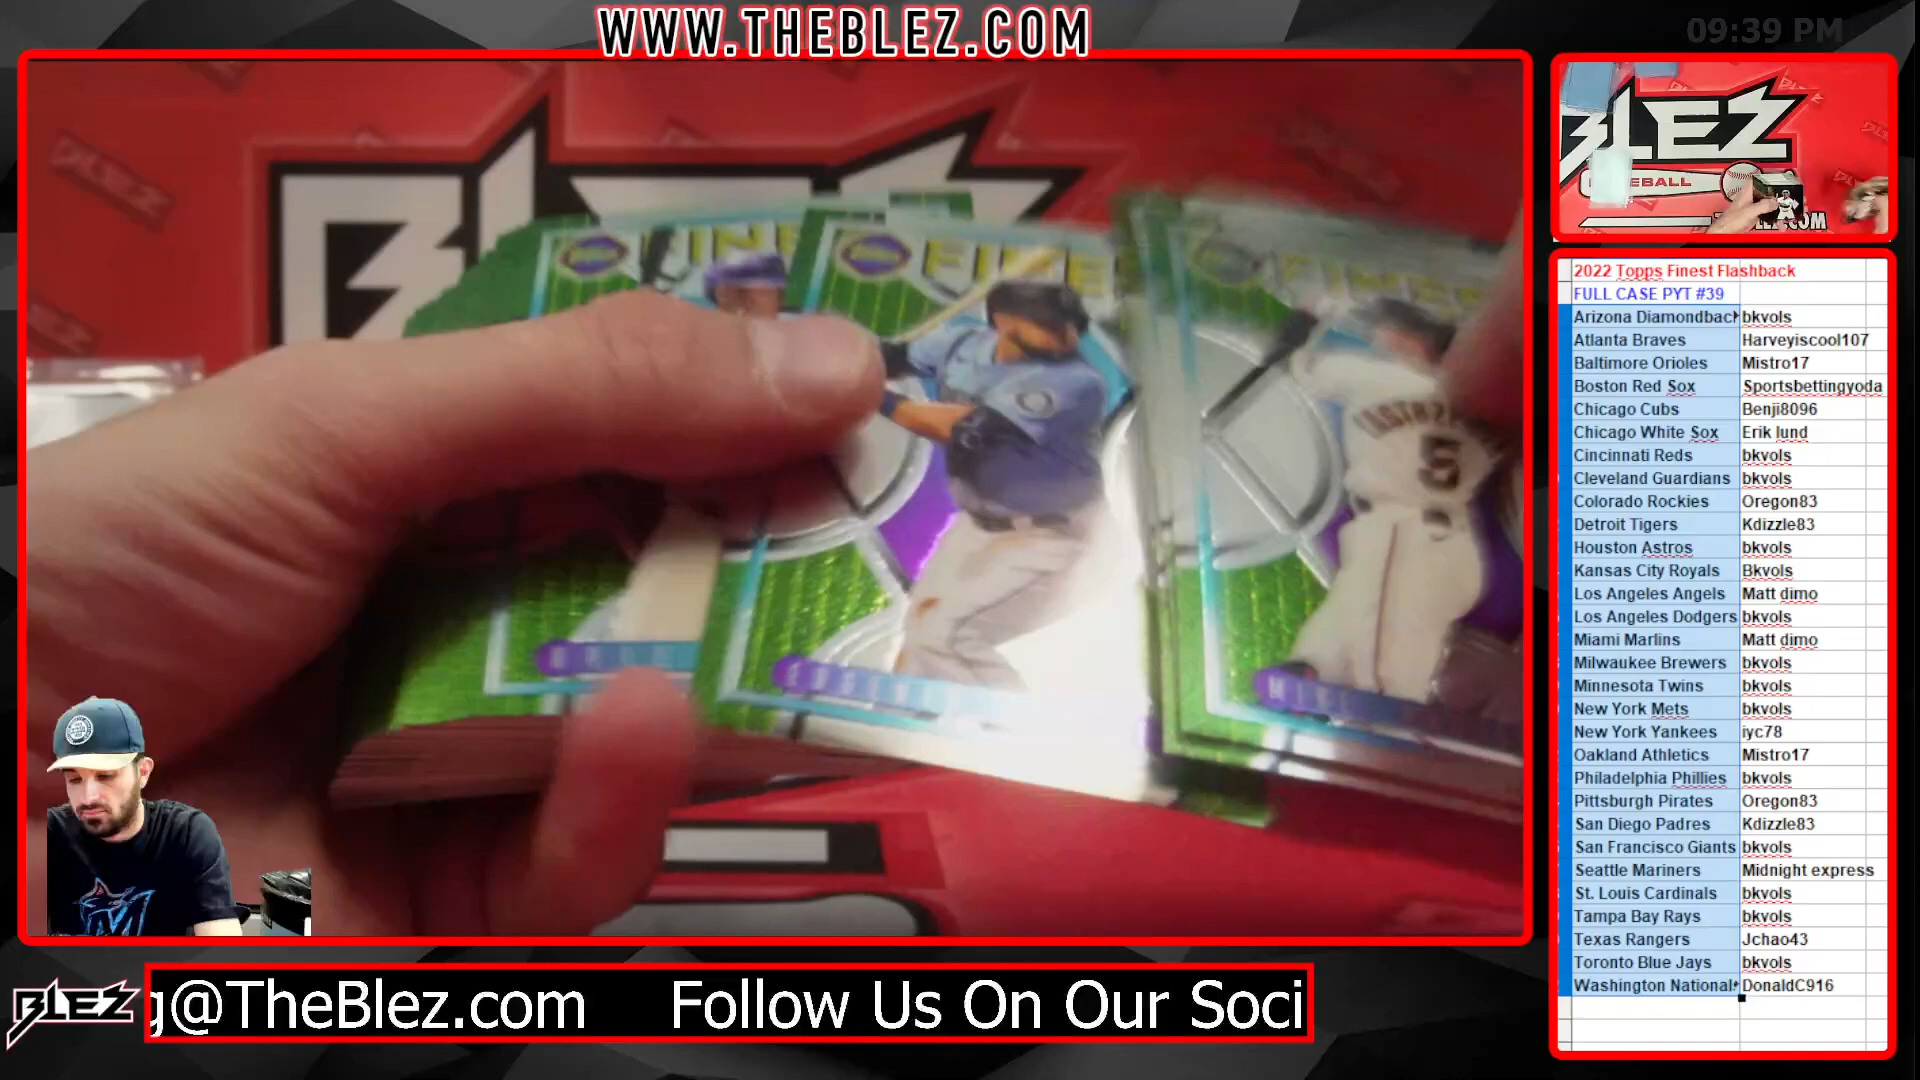 WWW.THEBLEZ.COM
09:39 PM
BLEZ
FINEST
BLEZ
BASEBALL
2022 Topps Finest Flashback
FULL CASE PYT #39
Arizona Diamondbac bkvols
Atlanta Braves Harveyiscool107
Baltimore Orioles Mistro17
Boston Red Sox Sportsbettingyoda
Chicago Cubs Benji8096
Chicago White Sox Erik lund
Cincinnati Reds bkvols
Cleveland Guardians bkvols
Colorado Rockies Oregon83
Detroit Tigers Kdizzle83
Houston Astros bkvols
Kansas City Royals Bkvols
Los Angeles Angels Matt dimo
Los Angeles Dodgers bkvols
Miami Marlins Matt dimo
Milwaukee Brewers bkvols
Minnesota Twins bkvols
New York Mets bkvols
New York Yankees iyc78
Oakland Athletics Mistro17
Philadelphia Phillies bkvols
Pittsburgh Pirates Oregon83
San Diego Padres Kdizzle83
San Francisco Giants bkvols
Seattle Mariners Midnight express
St. Louis Cardinals bkvols
Tampa Bay Rays bkvols
Texas Rangers Jchao43
Toronto Blue Jays bkvols
Washington National DonaldC916
BLEZ
g@TheBlez.com Follow Us On Our Soci